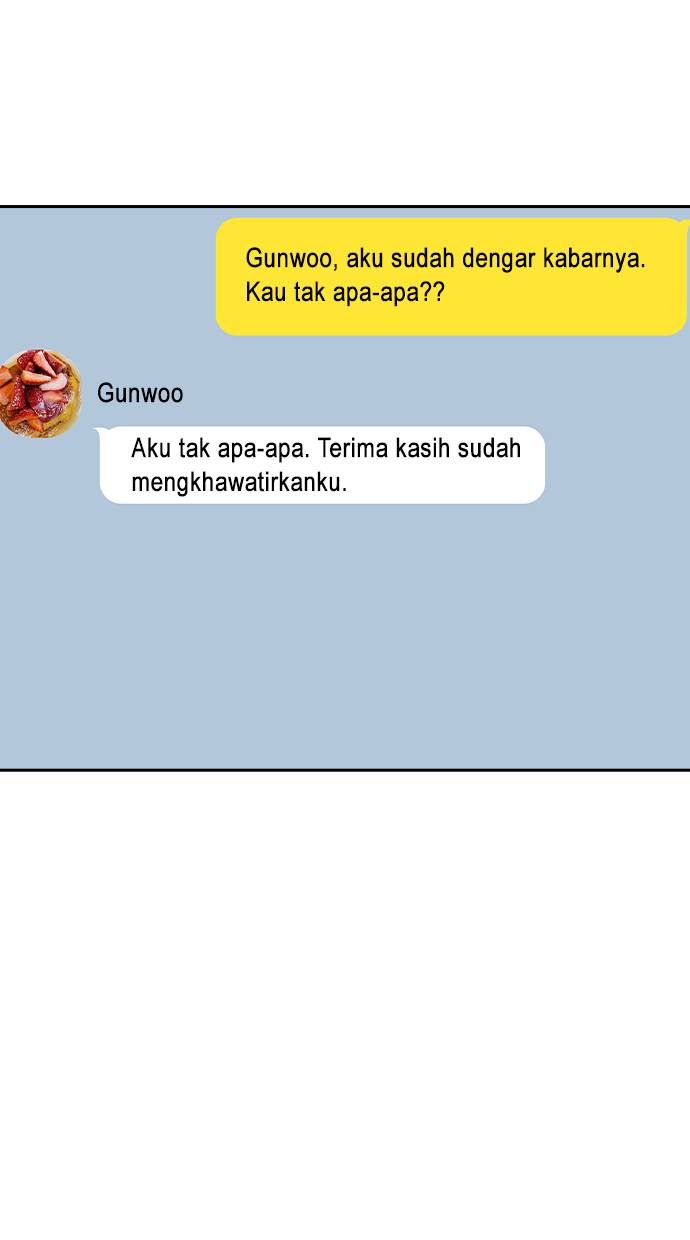 Gunwoo, aku sudah dengar kabarnya.
Kau tak apa-apa??
Gunwoo
Aku tak apa-apa. Terima kasih sudah
mengkhawatirkanku.